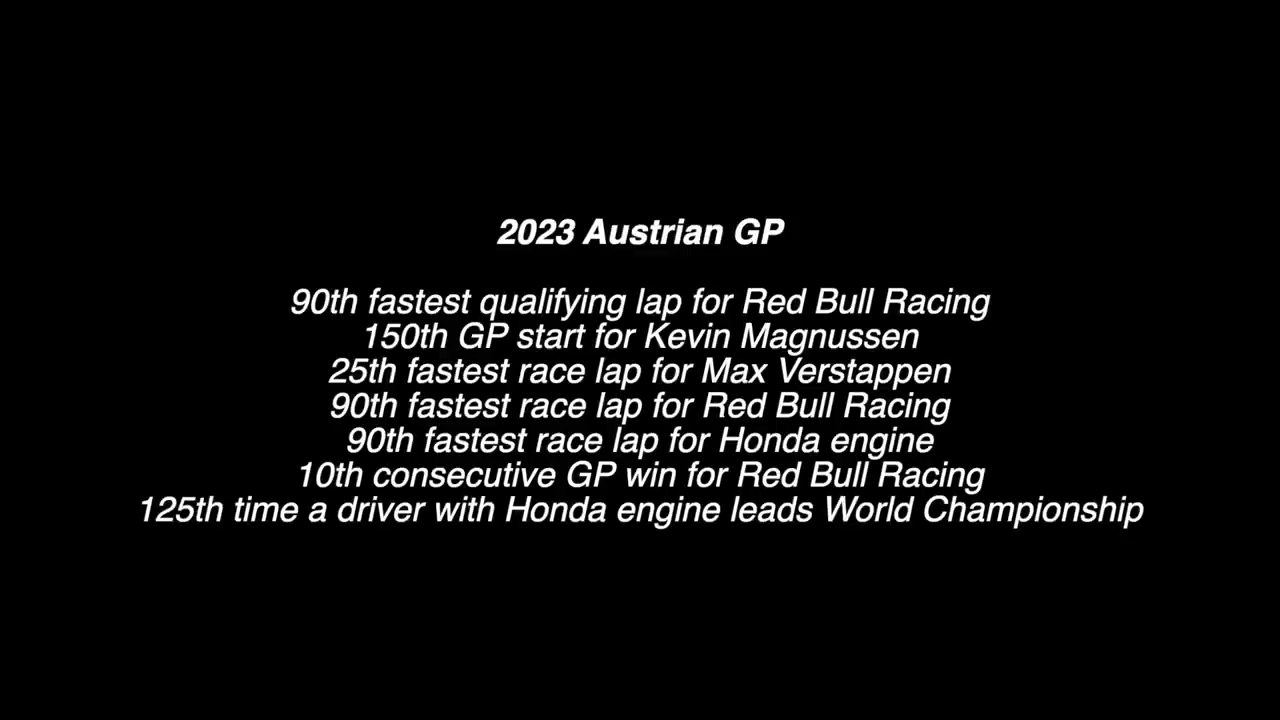 2023 Austrian GP
90th fastest qualifying lap for Red Bull Racing
150th GP start for Kevin Magnussen
25th fastest race lap for Max Verstappen
90th fastest race lap for Red Bull Racing
90th fastest race lap for Honda engine
10th consecutive GP win for Red Bull Racing
125th time a driver with Honda engine leads World Championship